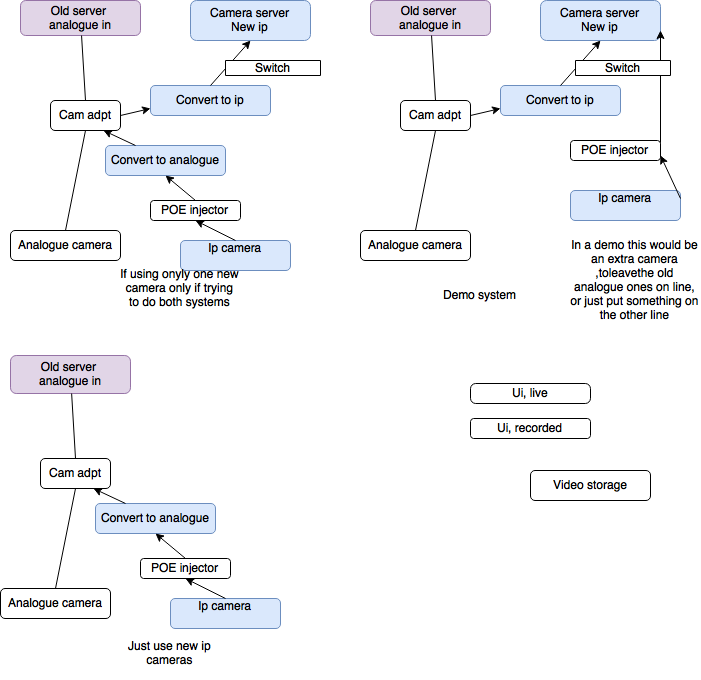 Old server
analogue in
Camera server
New ip
Switch
Convert to ip
Cam adpt
Convert to analogue
POE injector
Analogue camera
Ip camera
If using onyly one new
camera only if trying
to do both systems
Old server
analogue in
Camera server
New ip
Switch
Convert to ip
Cam adpt
POE injector
Ip camera
Analogue camera
In a demo this would be
an extra camera
,toleavethe old
analogue ones on line,
or just put something on
the other line
Demo system
Old server
analogue in
Cam adpt
Convert to analogue
POE injector
Analogue camera
Ip camera
Just use new ip
cameras
Ui, live
Ui, recorded
Video storage